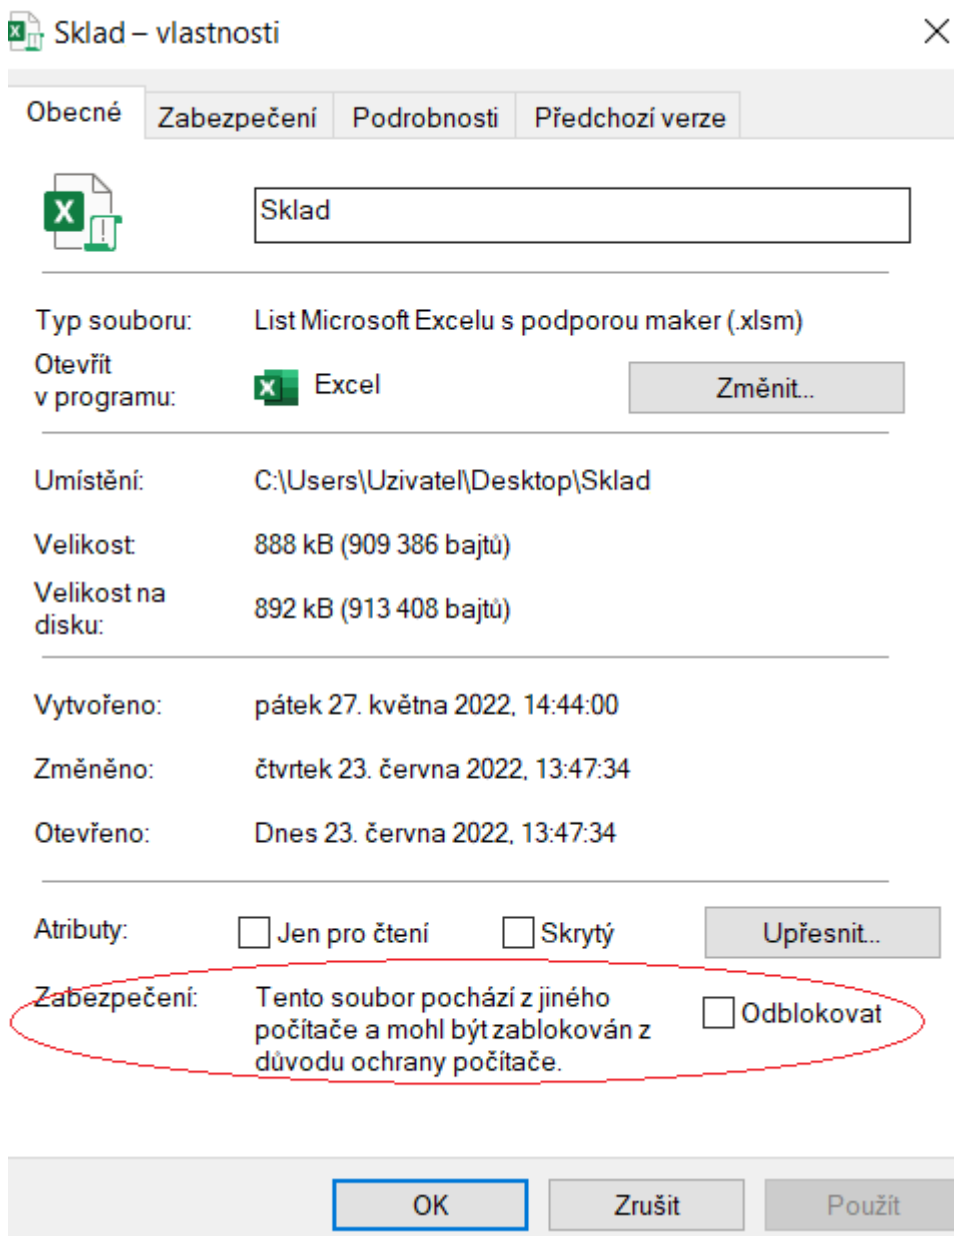 Sklad – vlastnosti
Obecné
Zabezpečení
Podrobnosti
Předchozí verze
Sklad
Typ souboru: List Microsoft Excelu s podporou maker (.xlsm)
Otevřít
v programu:
Excel
Změnit...
Umístění: C:\Users\Uzivatel\Desktop\Sklad
Velikost: 888 kB (909 386 bajtů)
Velikost na
disku:
892 kB (913 408 bajtů)
Vytvořeno: pátek 27. května 2022, 14:44:00
Změněno: čtvrtek 23. června 2022, 13:47:34
Otevřeno: Dnes 23. června 2022, 13:47:34
Atributy: Jen pro čtení Skrytý Upřesnit...
Zabezpečení: Tento soubor pochází z jiného
počítače a mohl být zablokován z
důvodu ochrany počítače.
Odblokovat
OK Zrušit Použít